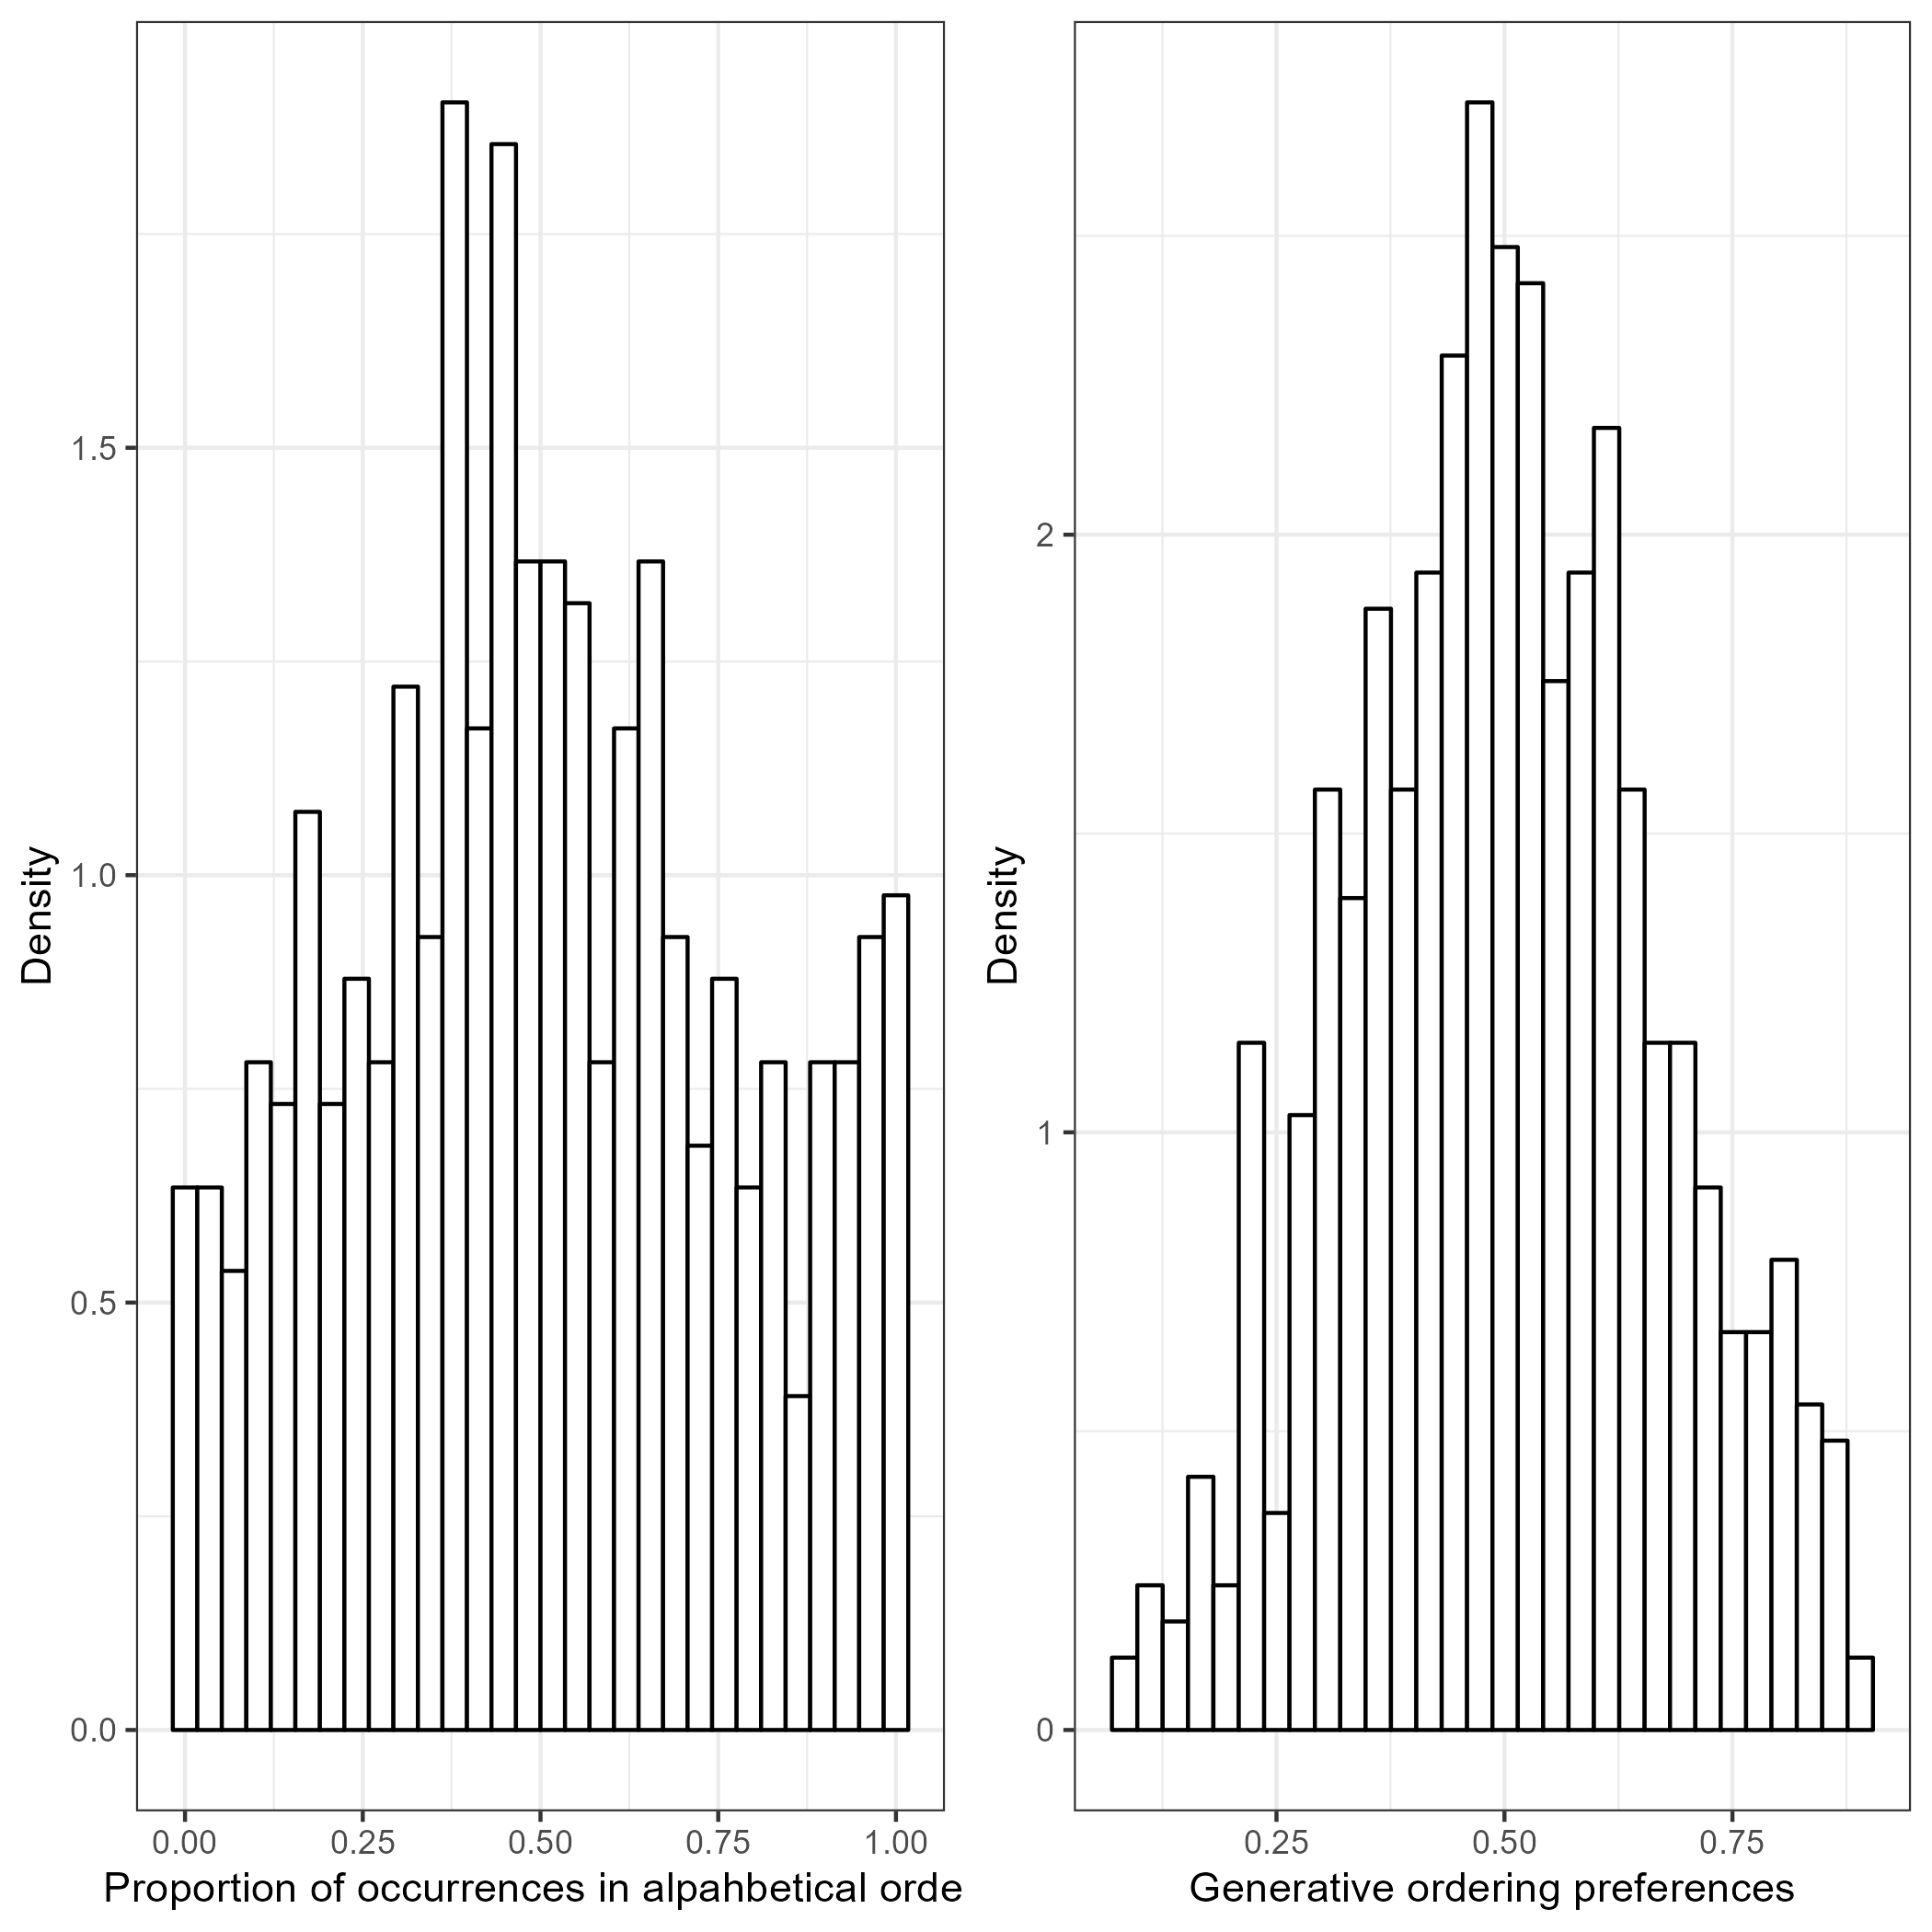 Density
1.5
1.0
0.5
0.0
0.00 0.25 0.50 0.75 1.00
Proportion of occurrences in alpahbetical orde
Density
2
1
0
0.25 0.50 0.75
Generative ordering preferences